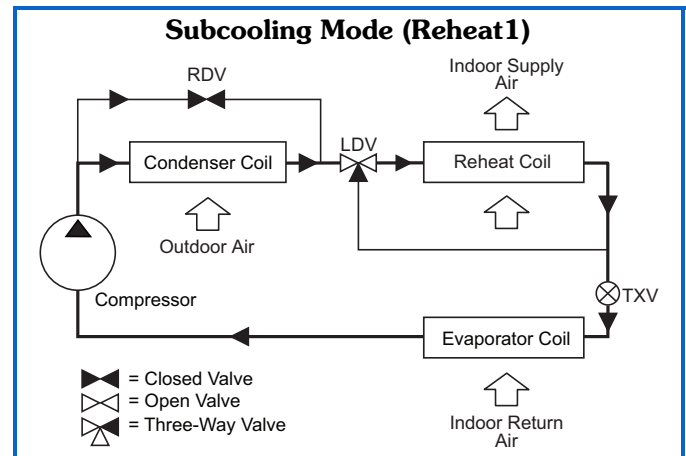 Subcooling Mode (Reheat1)
RDV
Indoor Supply
Air
LDV
Condenser Coil
Reheat Coil
Outdoor Air
Compressor
TXV
Evaporator Coil
= Closed Valve
= Open Valve
= Three-Way Valve
Indoor Return
Air